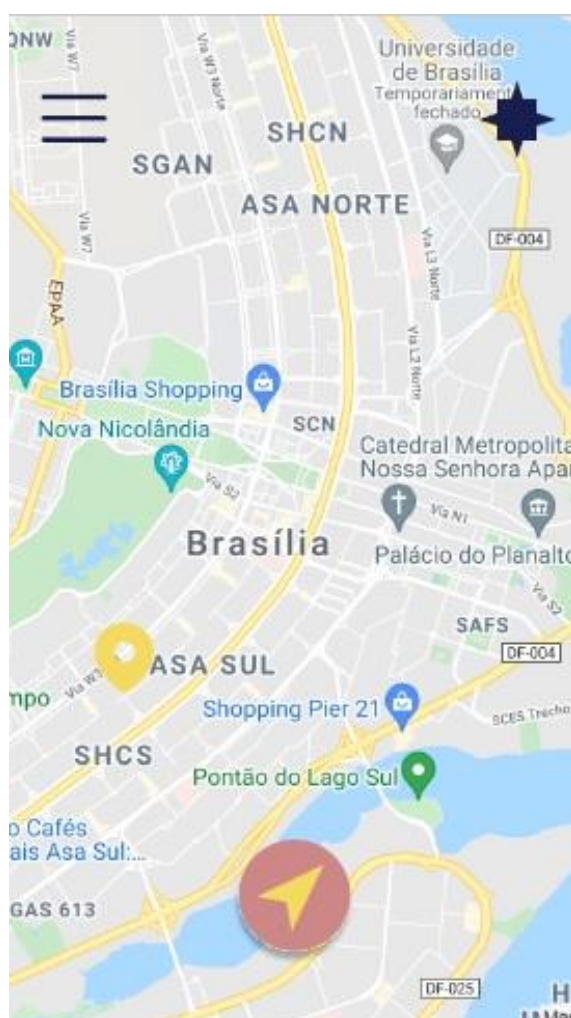 QNW
Via W7
Via W3 Norte
Universidade
de Brasília
Temporariament
fechado
SHCN
SGAN
ASA NORTE
Via W7
Via L3 Norte
DF-004
EPAA
Via L2 Norte
Brasília Shopping
SCN
Nova Nicolândia
Catedral Metropolita
Nossa Senhora Apar
Via S2
Via N1
Brasília
Palácio do Planalto
Via S2
SAFS
DF-004
ASA SUL
Via W3
mpo
Shopping Pier 21
SCES Trecho
SHCS
Pontão do Lago Sul
o Cafés
ais Asa Sul:...
GAS 613
DF-025
H